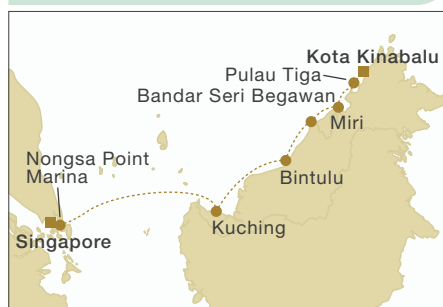 Kota Kinabalu
Pulau Tiga
Bandar Seri Begawan
Miri
Nongsa Point
Marina
Bintulu
Kuching
Singapore